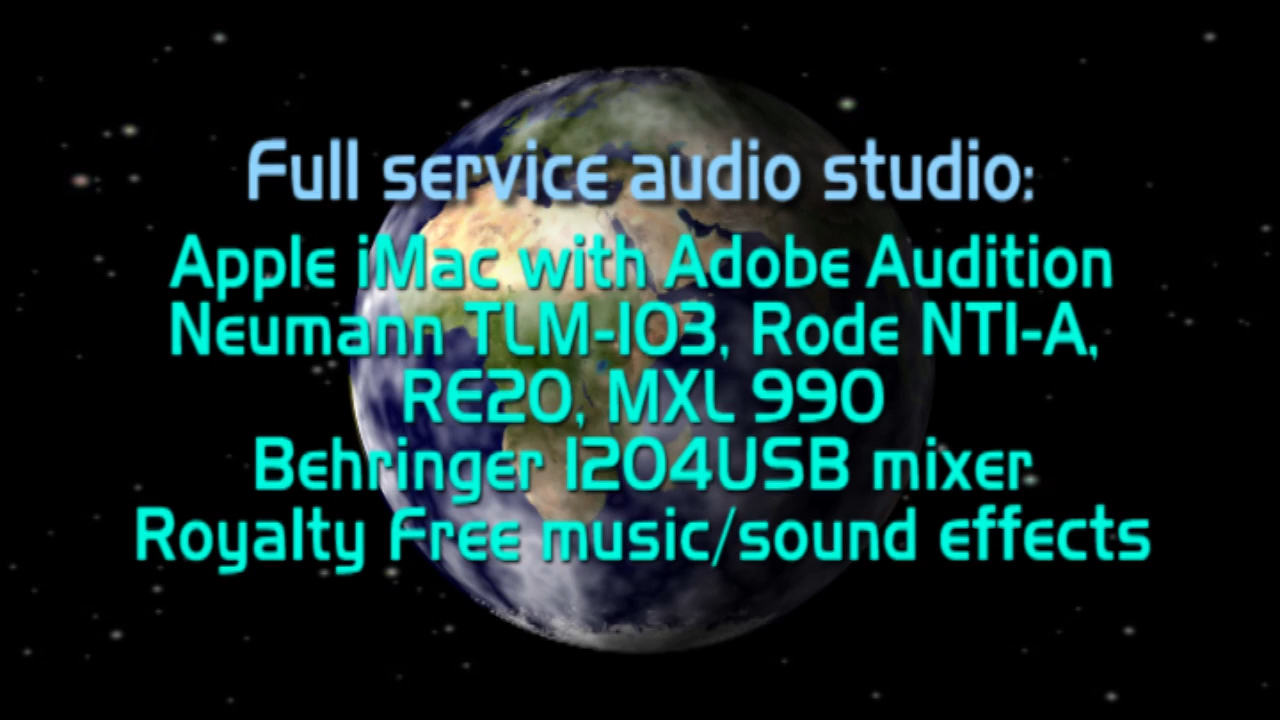 Full service audio studio:
Apple iMac with Adobe Audition
Neumann TLM-103, Rode NT1-A,
RE20, MXL 990
Behringer 1204USB mixer
Royalty Free music/sound effects